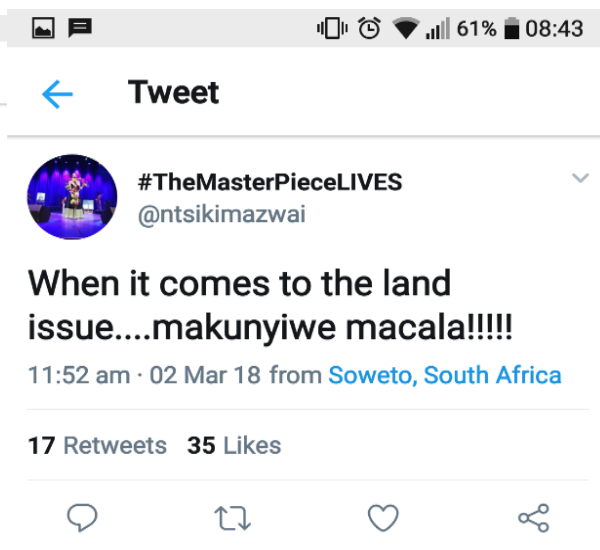 61% 08:43
Tweet
#TheMasterPieceLIVES
@ntsikimazwai
When it comes to the land
issue....makunyiwe macala!!!!!
11:52 am · 02 Mar 18 from Soweto, South Africa
17 Retweets 35 Likes